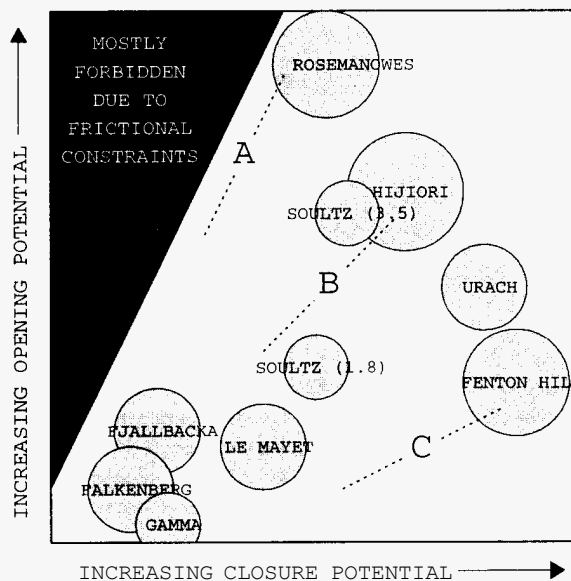 MOSTLY
FORBIDDEN
DUE TO
FRICTIONAL
CONSTRAINTS
ROSEMANOWES
A
HIJIORI
SOULTZ (3,5)
B
URACH
SOULTZ (1.8)
FENTON HIL
FJALLBACKA
LE MAYET
C
FALKENBERG
GAMMA
INCREASING OPENING POTENTIAL
INCREASING CLOSURE POTENTIAL